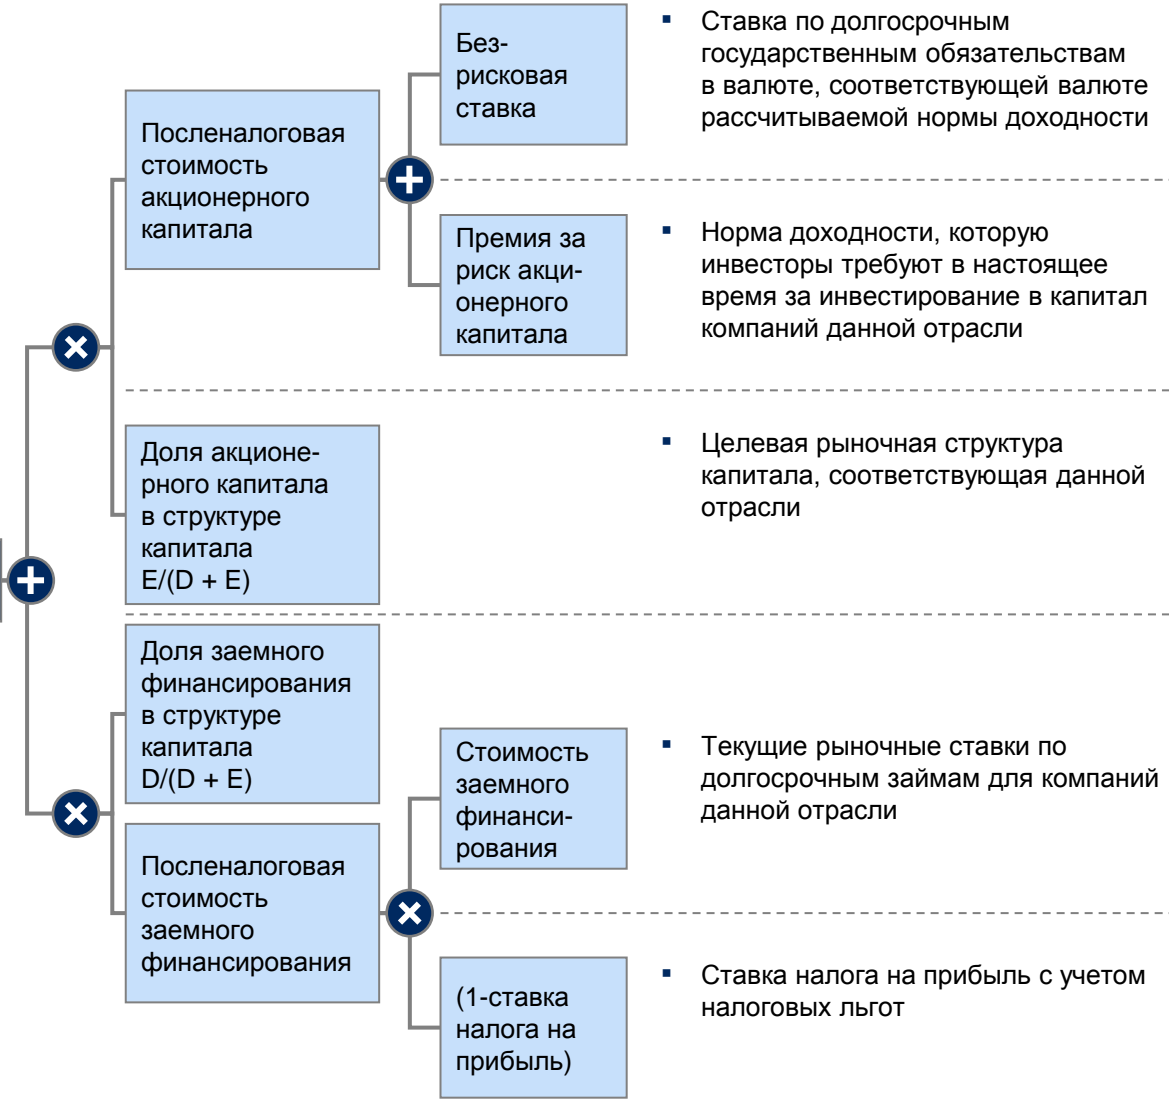 Без-
рисковая
ставка
▪ Ставка по долгосрочным
государственным обязательствам
в валюте, соответствующей валюте
рассчитываемой нормы доходности
Посленалоговая
стоимость
акционерного
капитала
Премия за
риск акци-
онерного
капитала
▪ Норма доходности, которую
инвесторы требуют в настоящее
время за инвестирование в капитал
компаний данной отрасли
Доля акционе-
рного капитала
в структуре
капитала
E/(D + E)
▪ Целевая рыночная структура
капитала, соответствующая данной
отрасли
Доля заемного
финансирования
в структуре
капитала
D/(D + E)
Стоимость
заемного
финанси-
рования
▪ Текущие рыночные ставки по
долгосрочным займам для компаний
данной отрасли
Посленалоговая
стоимость
заемного
финансирования
(1-ставка
налога на
прибыль)
▪ Ставка налога на прибыль с учетом
налоговых льгот